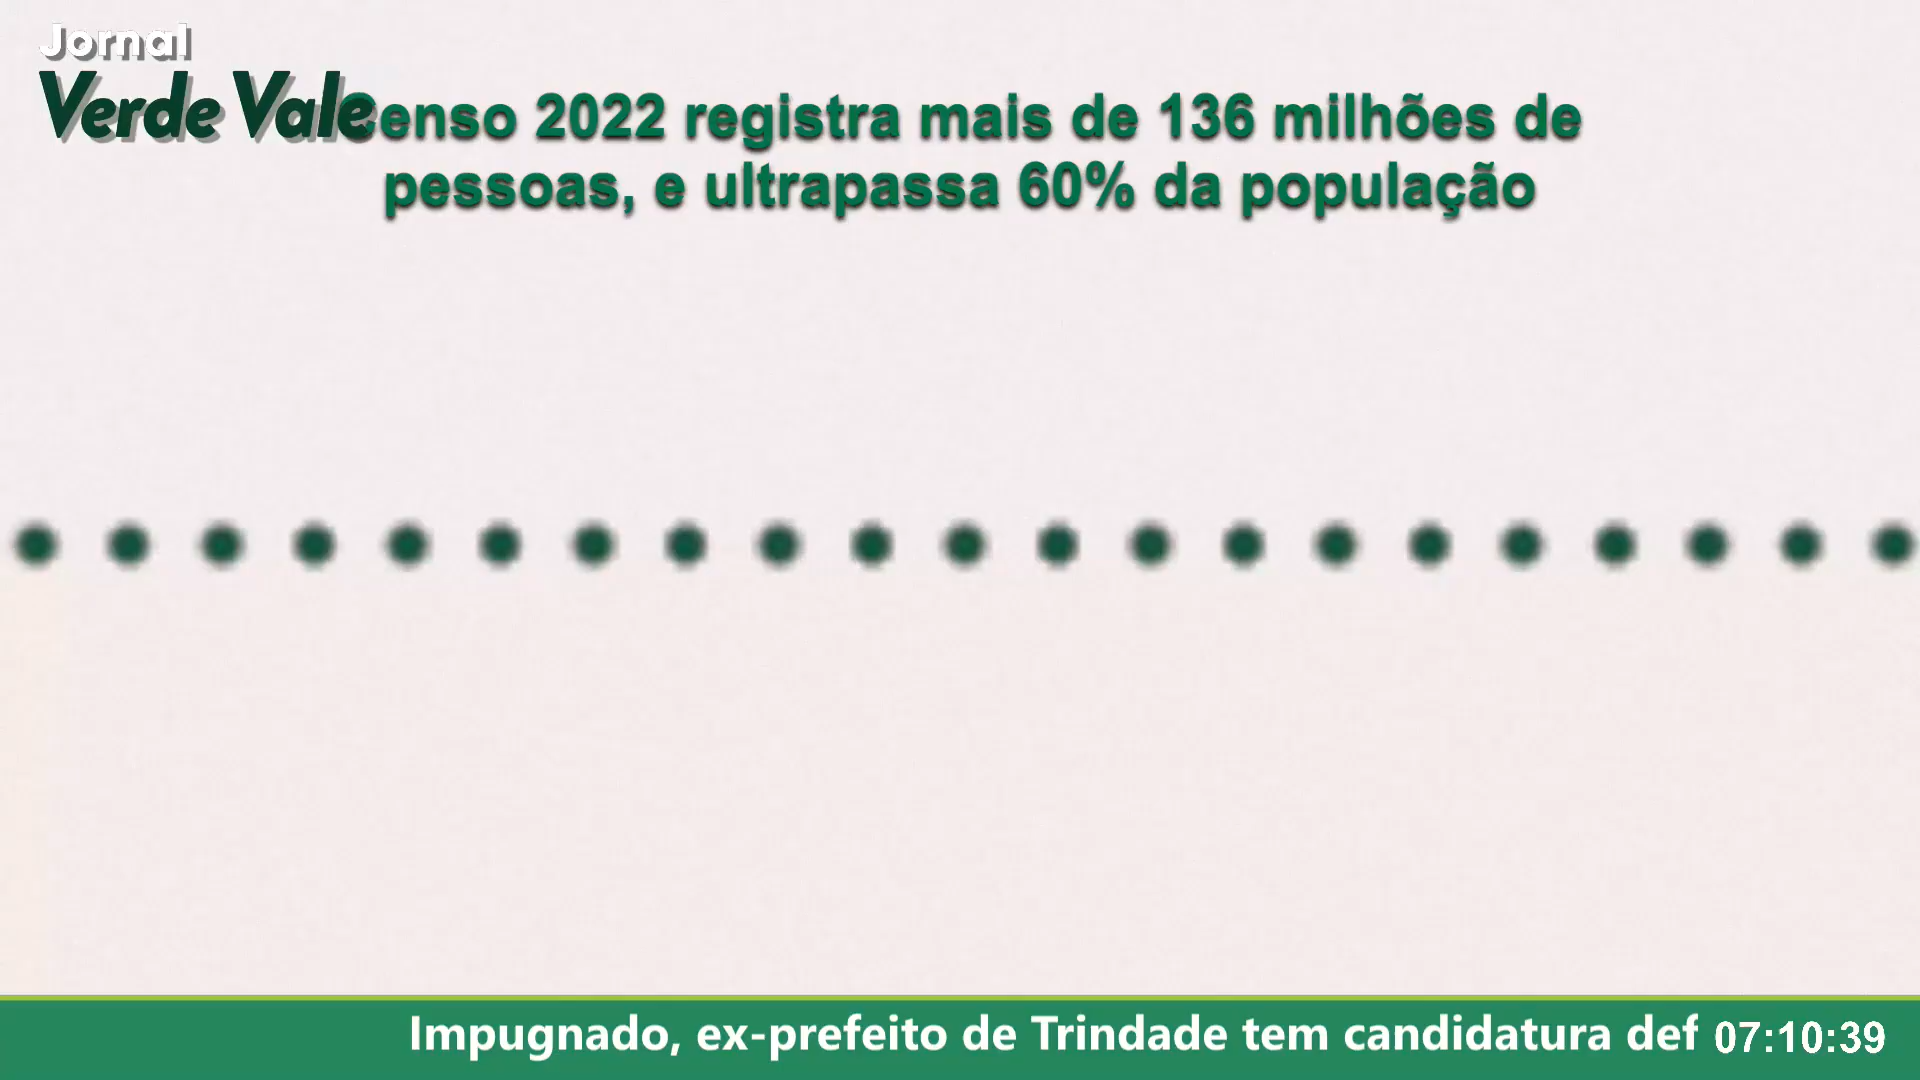 Jornal
Verde Vale
Censo 2022 registra mais de 136 milhões de
pessoas, e ultrapassa 60% da população
Impugnado, ex-prefeito de Trindade tem candidatura def
07:10:39